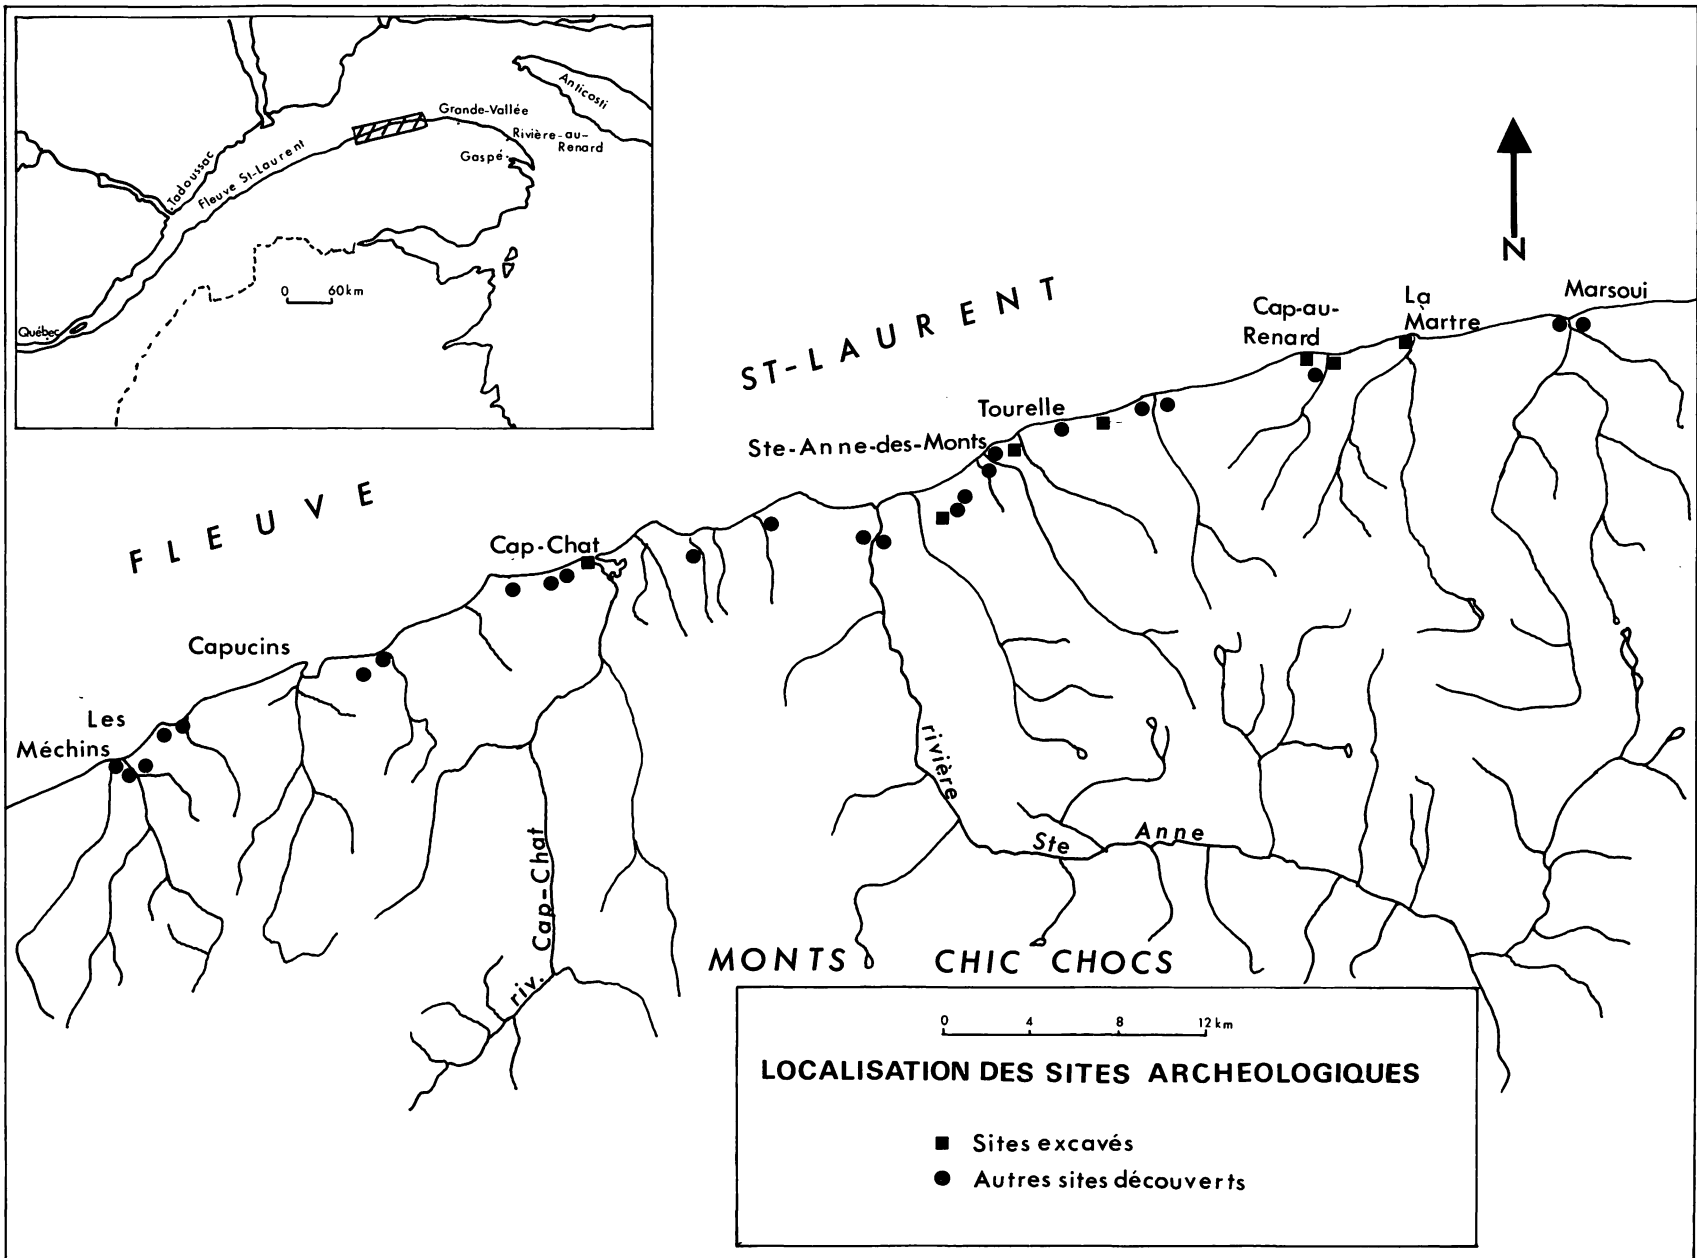 Anticosti
Grande-Vallée
Rivière-au-
Renard
Gaspé
Tadoussac
Fleuve St-Laurent
0 60km
Québec
N
FLEUVE ST-LAURENT
Marsoui
La
Martre
Cap-au-
Renard
Tourelle
Ste-Anne-des-Monts
Cap-Chat
Capucins
Les
Méchins
rivière Ste Anne
riv. Cap-Chat
MONTS CHIC CHOCS
0 4 8 12km
LOCALISATION DES SITES ARCHEOLOGIQUES
Sites excavés
Autres sites découverts